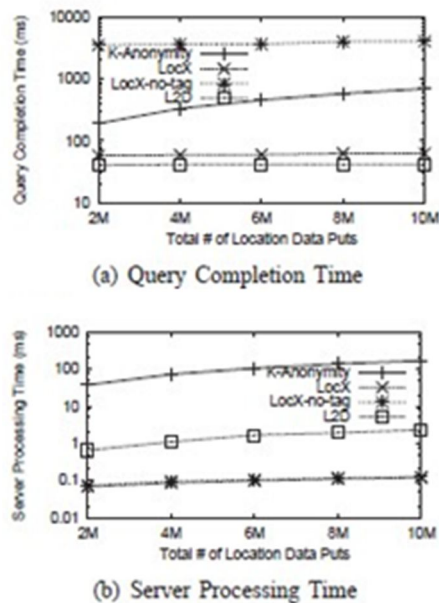 10000
1000
100
10
Query Completion Time (ms)
K-Anonymity
LocX
LocX-no-tag
L2D
2M 4M 6M 8M 10M
Total # of Location Data Puts
(a) Query Completion Time
1000
100
10
1
0.1
0.01
Server Processing Time (ms)
K-Anonymity
LocX
LocX-no-tag
L2D
2M 4M 6M 8M 10M
Total # of Location Data Puts
(b) Server Processing Time